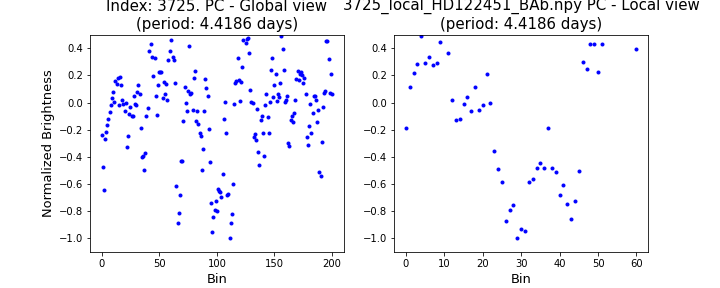 Index: 3725. PC - Global view
(period: 4.4186 days)
3725_local_HD122451_BAb.npy PC - Local view
(period: 4.4186 days)
Normalized Brightness
0.4
0.2
0.0
−0.2
−0.4
−0.6
−0.8
−1.0
0 50 100 150 200
Bin
0.4
0.2
0.0
−0.2
−0.4
−0.6
−0.8
−1.0
0 10 20 30 40 50 60
Bin